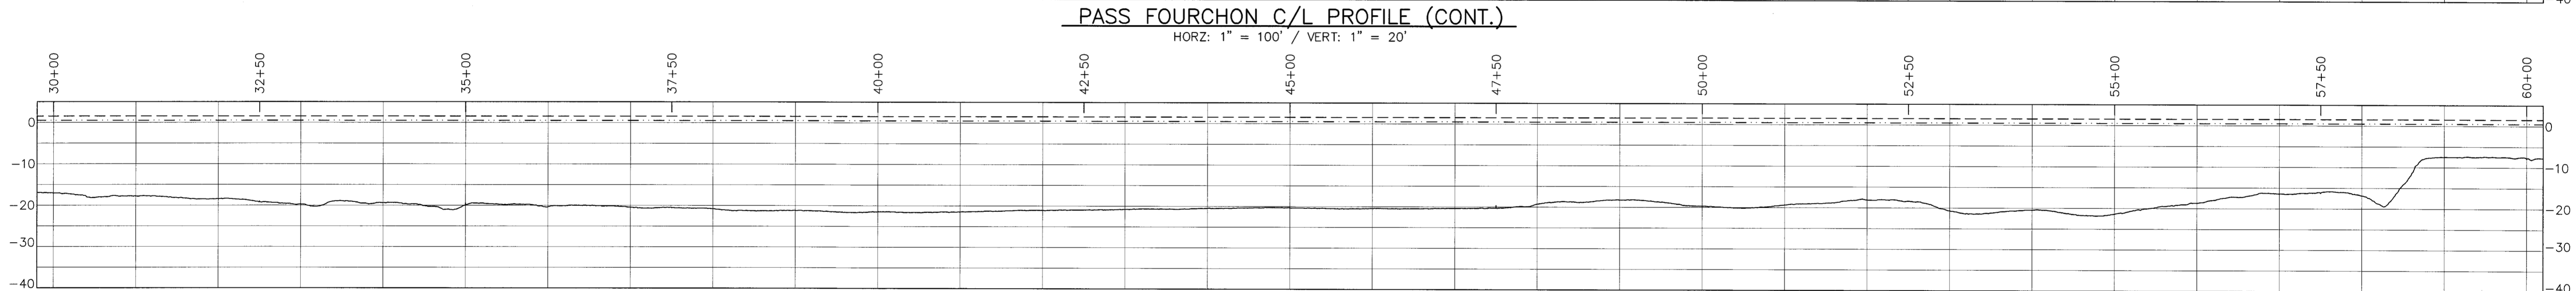 40
PASS FOURCHON C/L PROFILE (CONT.)
HORZ: 1" = 100' / VERT: 1" = 20'
30+00 32+50 35+00 37+50 40+00 42+50 45+00 47+50 50+00 52+50 55+00 57+50 60+00
0 0
-10 -10
-20 -20
-30 -30
-40 -40